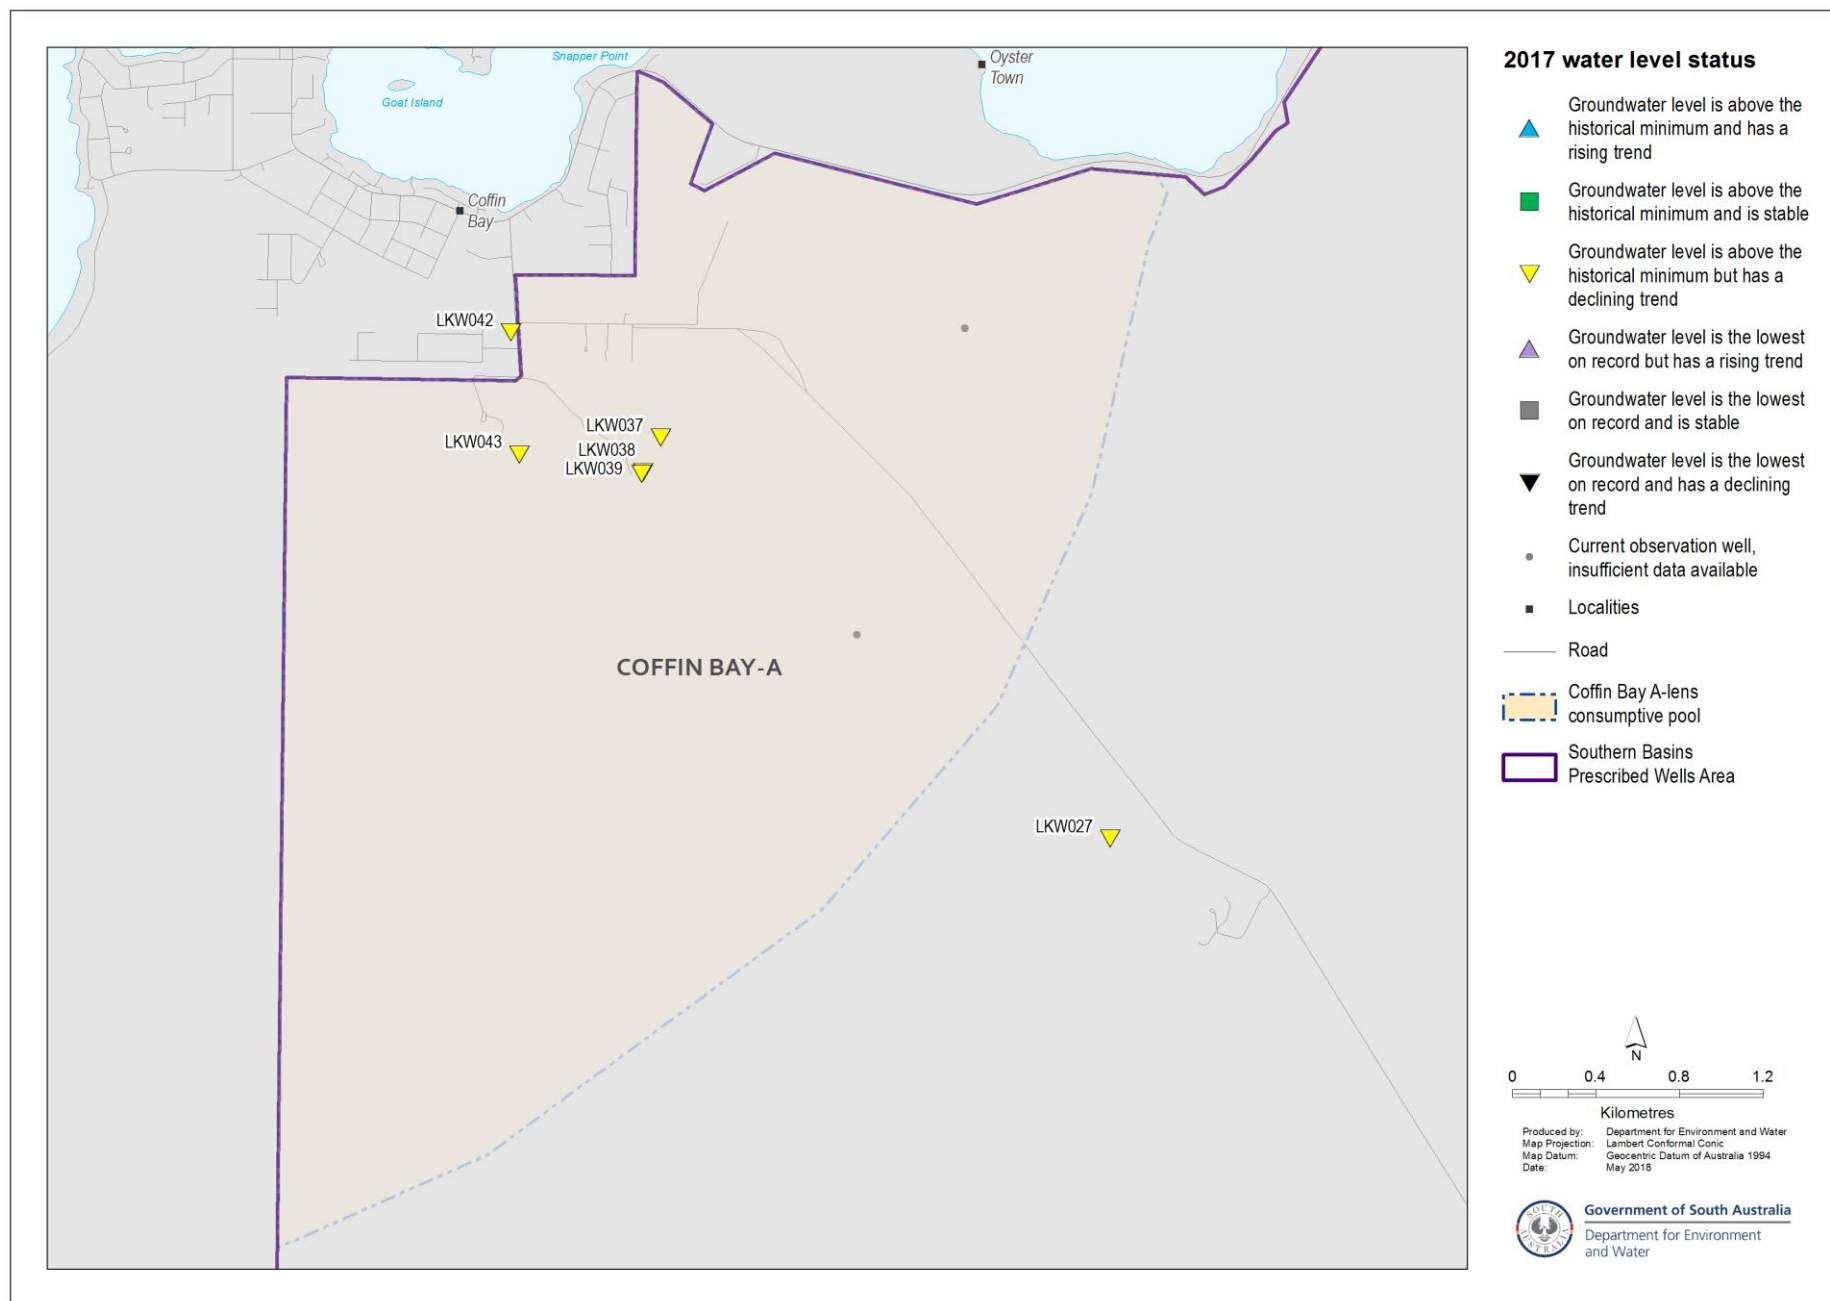 Snapper Point
Goat Island
Oyster
Town
Coffin
Bay
LKW042
LKW037
LKW043
LKW038
LKW039
COFFIN BAY-A
LKW027
2017 water level status
Groundwater level is above the
historical minimum and has a
rising trend
Groundwater level is above the
historical minimum and is stable
Groundwater level is above the
historical minimum but has a
declining trend
Groundwater level is the lowest
on record but has a rising trend
Groundwater level is the lowest
on record and is stable
Groundwater level is the lowest
on record and has a declining
trend
Current observation well,
insufficient data available
Localities
Road
Coffin Bay A-lens
consumptive pool
Southern Basins
Prescribed Wells Area
N
0 0.4 0.8 1.2
Kilometres
Produced by: Department for Environment and Water
Map Projection: Lambert Conformal Conic
Map Datum: Geocentric Datum of Australia 1994
Date: May 2018
SOUTH
AUSTRALIA
Government of South Australia
Department for Environment
and Water